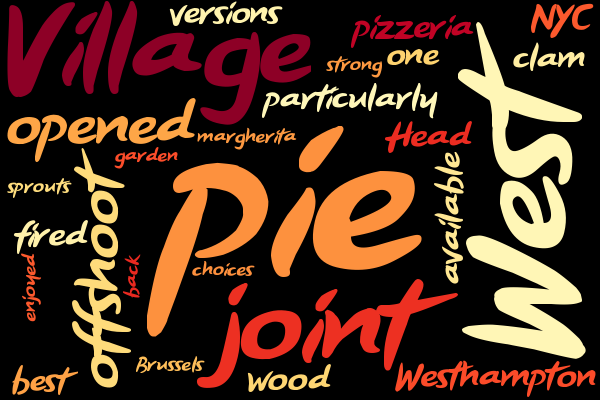 Village
versions
pizzeria
NYC
strong
one
clam
particularly
opened
margherita
Head
West
garden
pie
sprouts
offshoot
available
fired
choices
enjoyed
back
joint
best
Brussels
wood
Westhampton